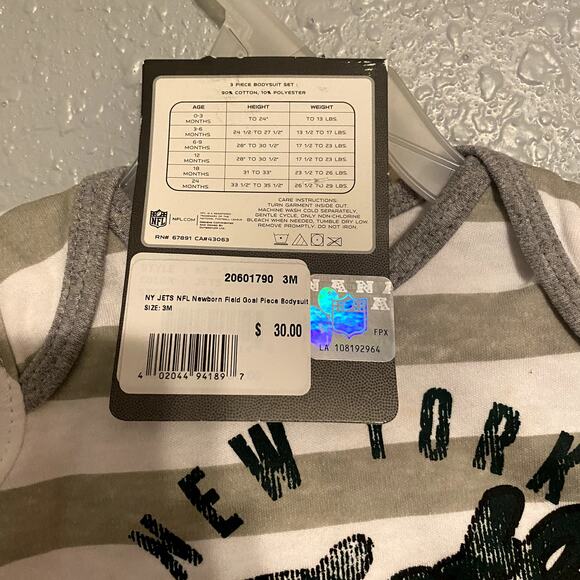 3 PIECE BODYSUIT SET :
90% COTTON, 10% POLYESTER
AGE HEIGHT WEIGHT
0-3 MONTHS TO 24" TO 13 LBS.
3-6 MONTHS 24 1/2 TO 27 1/2" 13 1/2 TO 17 LBS.
6-9 MONTHS 28" TO 30 1/2" 17 1/2 TO 23 LBS.
12 MONTHS 28" TO 30 1/2" 17 1/2 TO 23 LBS.
18 MONTHS 31 TO 33" 23 1/2 TO 26 LBS.
24 MONTHS 33 1/2" TO 35 1/2" 26 1/2 TO 29 LBS.
NFL
NFL.COM
CARE INSTRUCTIONS:
TURN GARMENT INSIDE OUT.
MACHINE WASH COLD SEPARATELY,
GENTLE CYCLE, ONLY NON-CHLORINE
BLEACH WHEN NEEDED, TUMBLE DRY LOW.
REMOVE PROMPTLY. DO NOT IRON.
RN# 67891 CA#43063
20601790 3M
NY JETS NFL Newborn Field Goal Piece Bodysuit
SIZE: 3M
$ 30.00
4 02044 94189 7
FPX
LA 108192964
NEW YORK